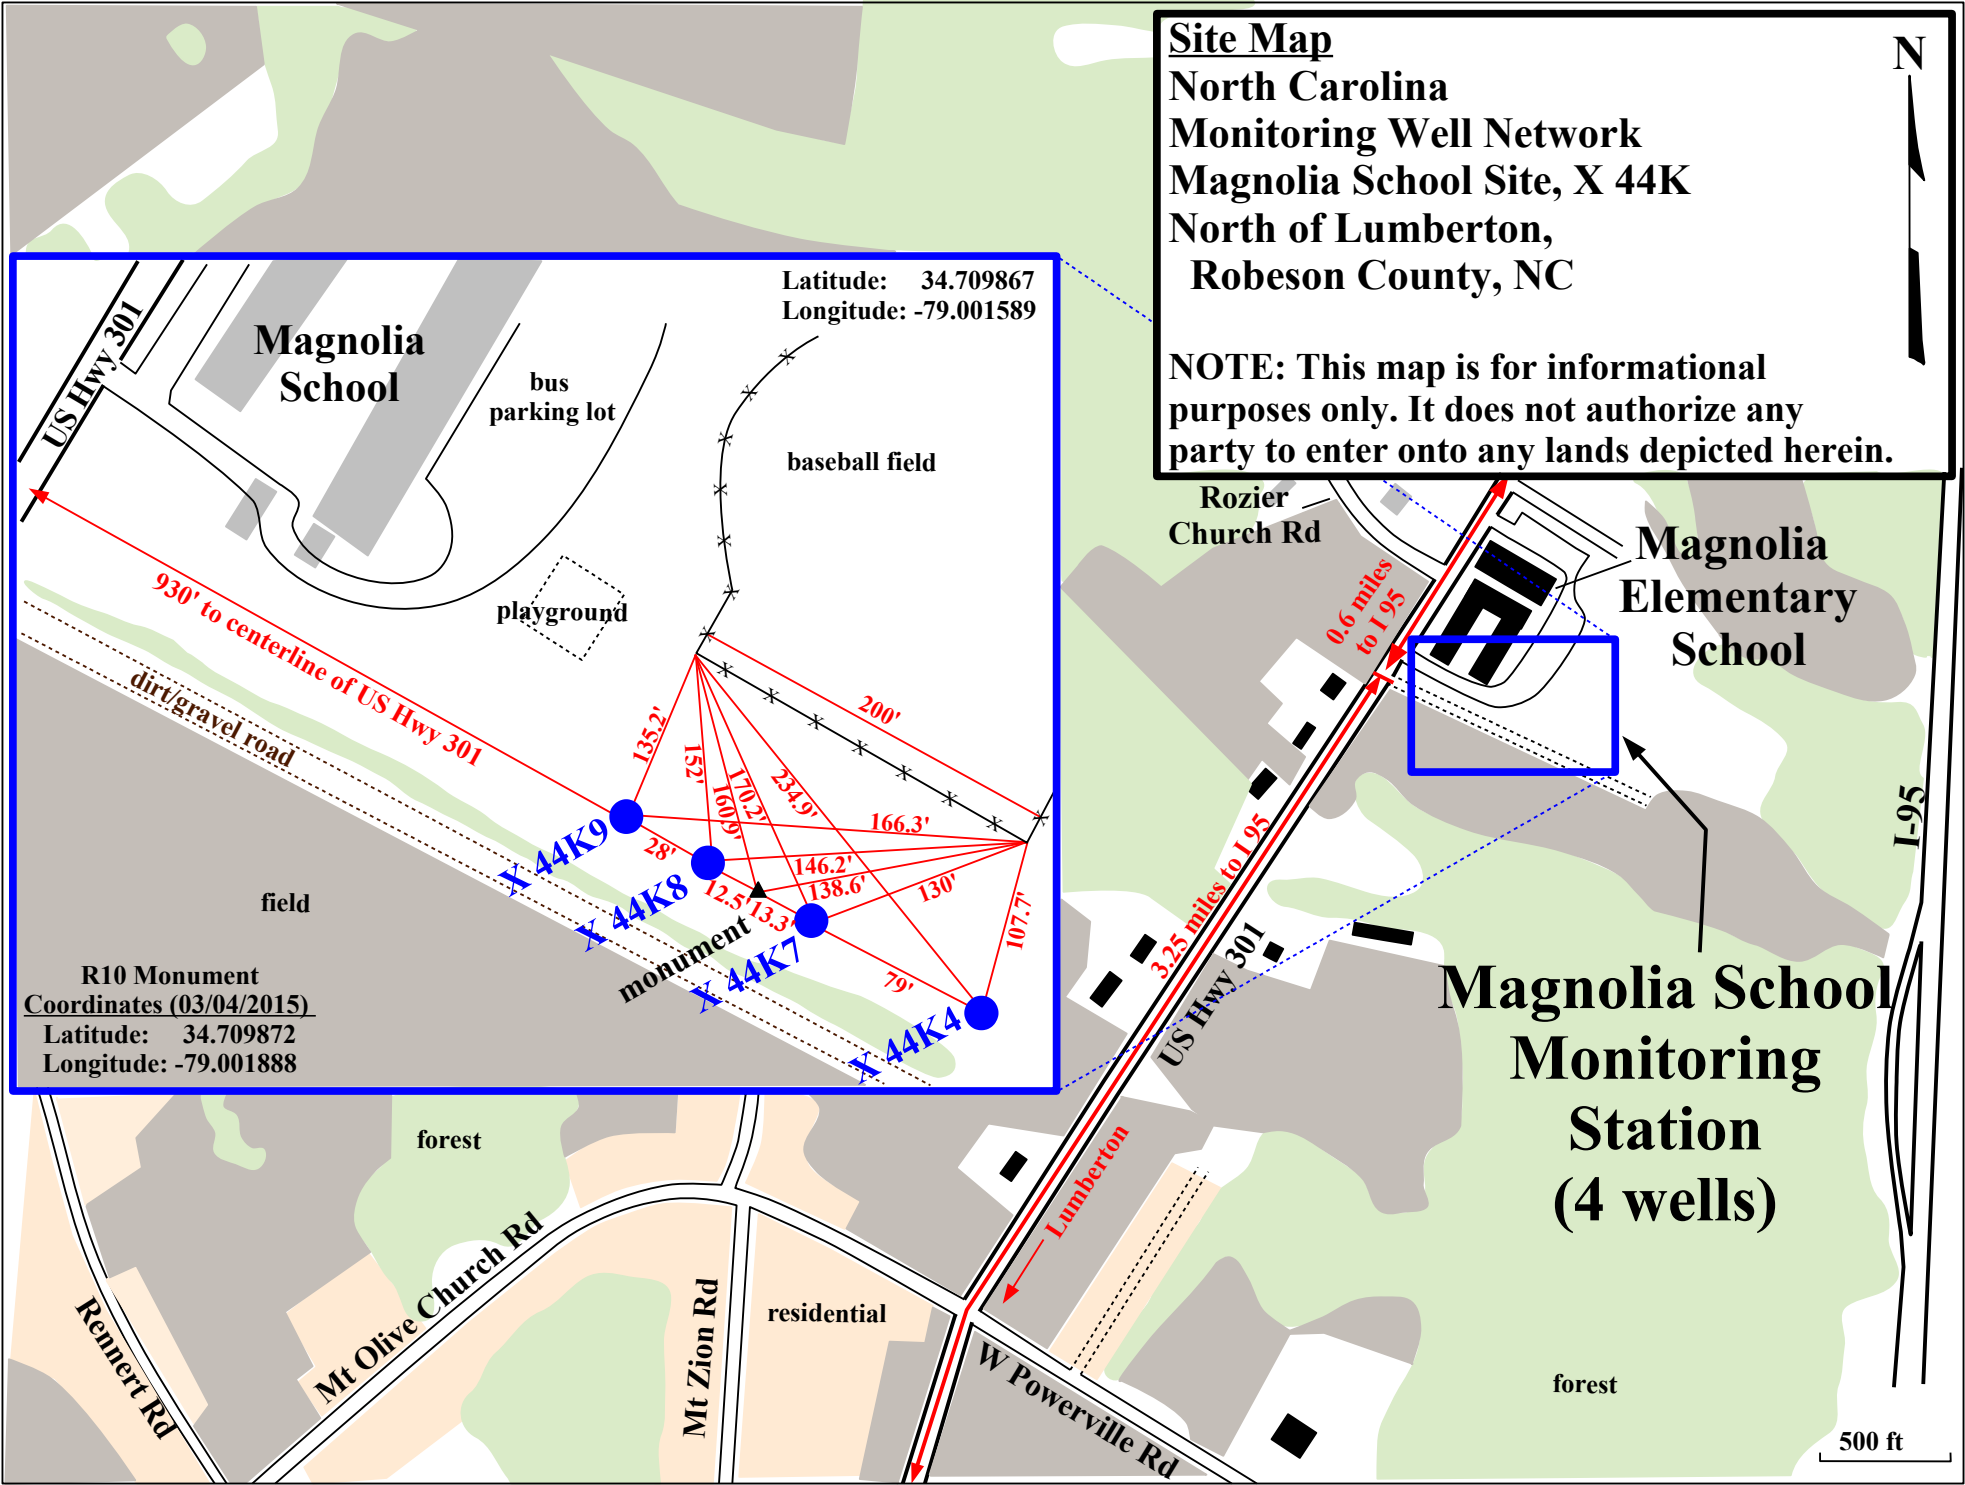 Site Map
North Carolina
Monitoring Well Network
Magnolia School Site, X 44K
North of Lumberton,
Robeson County, NC
NOTE: This map is for informational
purposes only. It does not authorize any
party to enter onto any lands depicted herein.
N
Latitude: 34.709867
Longitude: -79.001589
US Hwy 301
Magnolia
School
bus
parking lot
baseball field
playground
930' to centerline of US Hwy 301
dirt/gravel road
200'
135.2'
152'
160.9'
170.2'
234.9'
166.3'
146.2'
138.6'
130'
107.7'
28'
12.5'
13.3'
79'
X 44K9
X 44K8
monument
X 44K7
X 44K4
field
R10 Monument
Coordinates (03/04/2015)
Latitude: 34.709872
Longitude: -79.001888
Rozier
Church Rd
0.6 miles
to I 95
Magnolia
Elementary
School
I-95
3.25 miles to I 95
US Hwy 301
Magnolia School
Monitoring
Station
(4 wells)
Lumberton
forest
Rennert Rd
Mt Olive Church Rd
Mt Zion Rd
residential
W Powerville Rd
forest
500 ft